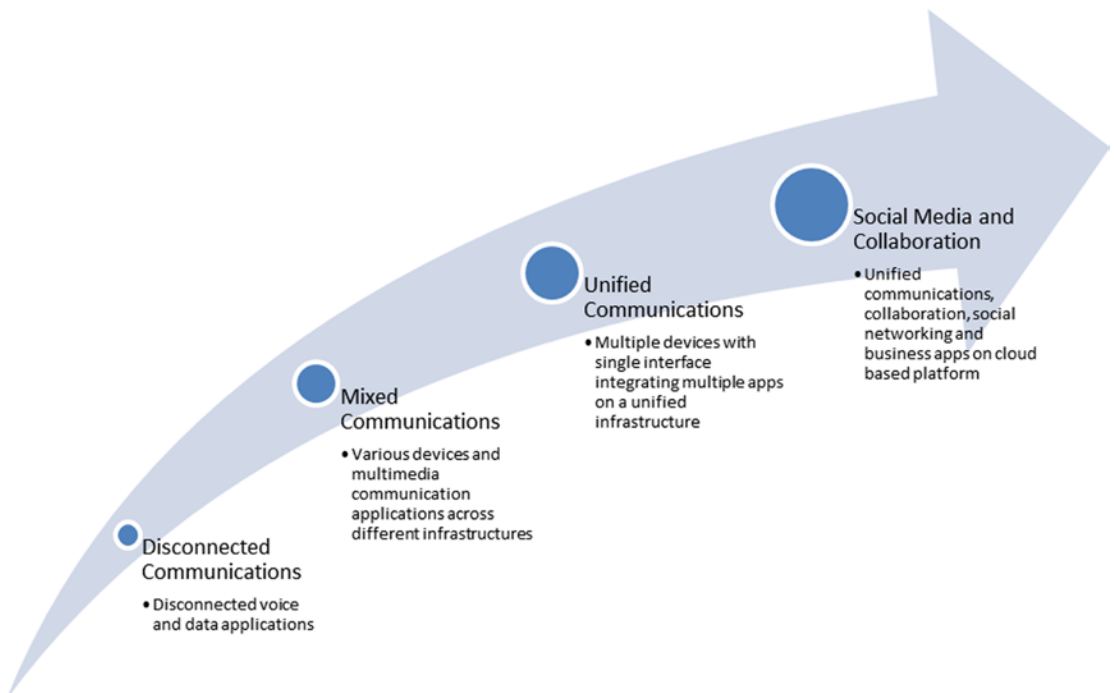 Disconnected
Communications
• Disconnected voice
and data applications
Mixed
Communications
• Various devices and
multimedia
communication
applications across
different infrastructures
Unified
Communications
• Multiple devices with
single interface
integrating multiple apps
on a unified
infrastructure
Social Media and
Collaboration
• Unified
communications,
collaboration, social
networking and
business apps on cloud
based platform